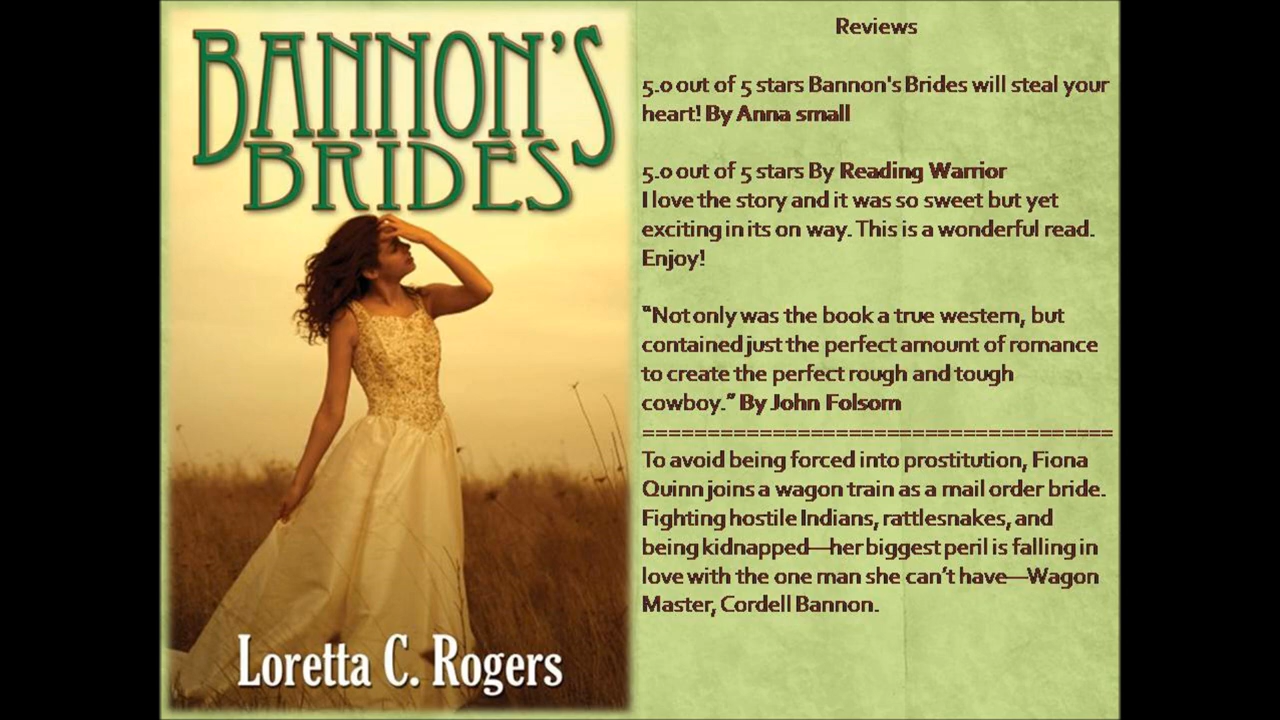 BANNON'S
BRIDES
Loretta C. Rogers
Reviews
5.0 out of 5 stars Bannon's Brides will steal your
heart! By Anna small
5.0 out of 5 stars By Reading Warrior
I love the story and it was so sweet but yet
exciting in its on way. This is a wonderful read.
Enjoy!
"Not only was the book a true western, but
contained just the perfect amount of romance
to create the perfect rough and tough
cowboy." By John Folsom
====================================
To avoid being forced into prostitution, Fiona
Quinn joins a wagon train as a mail order bride.
Fighting hostile Indians, rattlesnakes, and
being kidnapped—her biggest peril is falling in
love with the one man she can't have—Wagon
Master, Cordell Bannon.